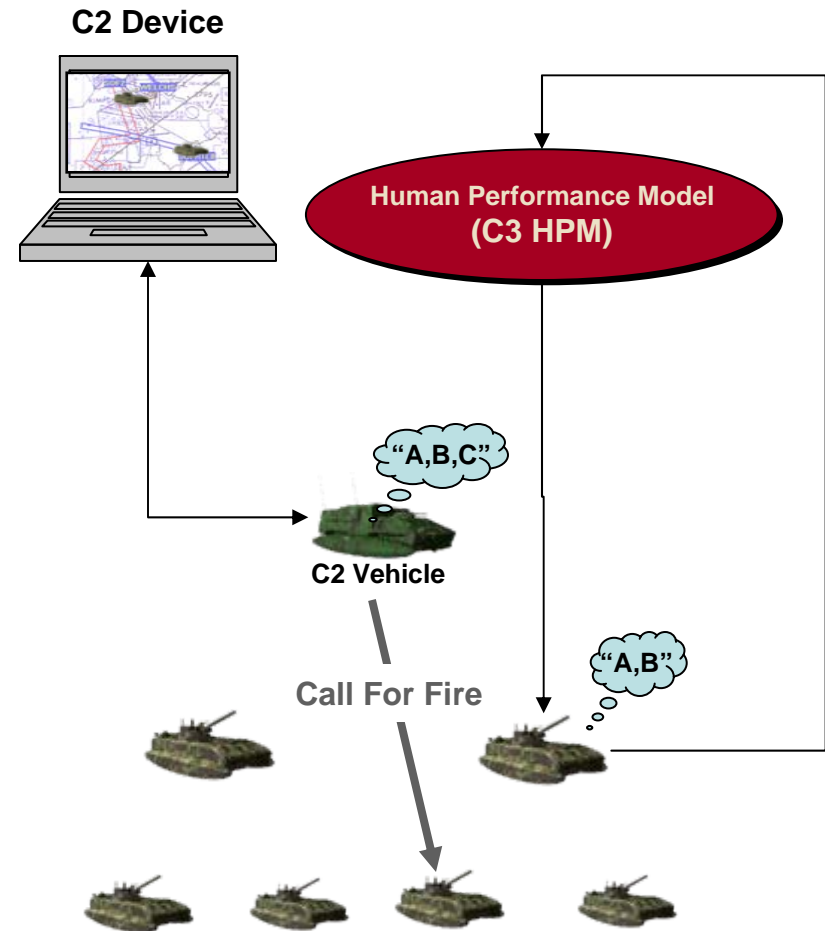 C2 Device
Human Performance Model
(C3 HPM)
“A,B,C”
C2 Vehicle
“A,B”
Call For Fire